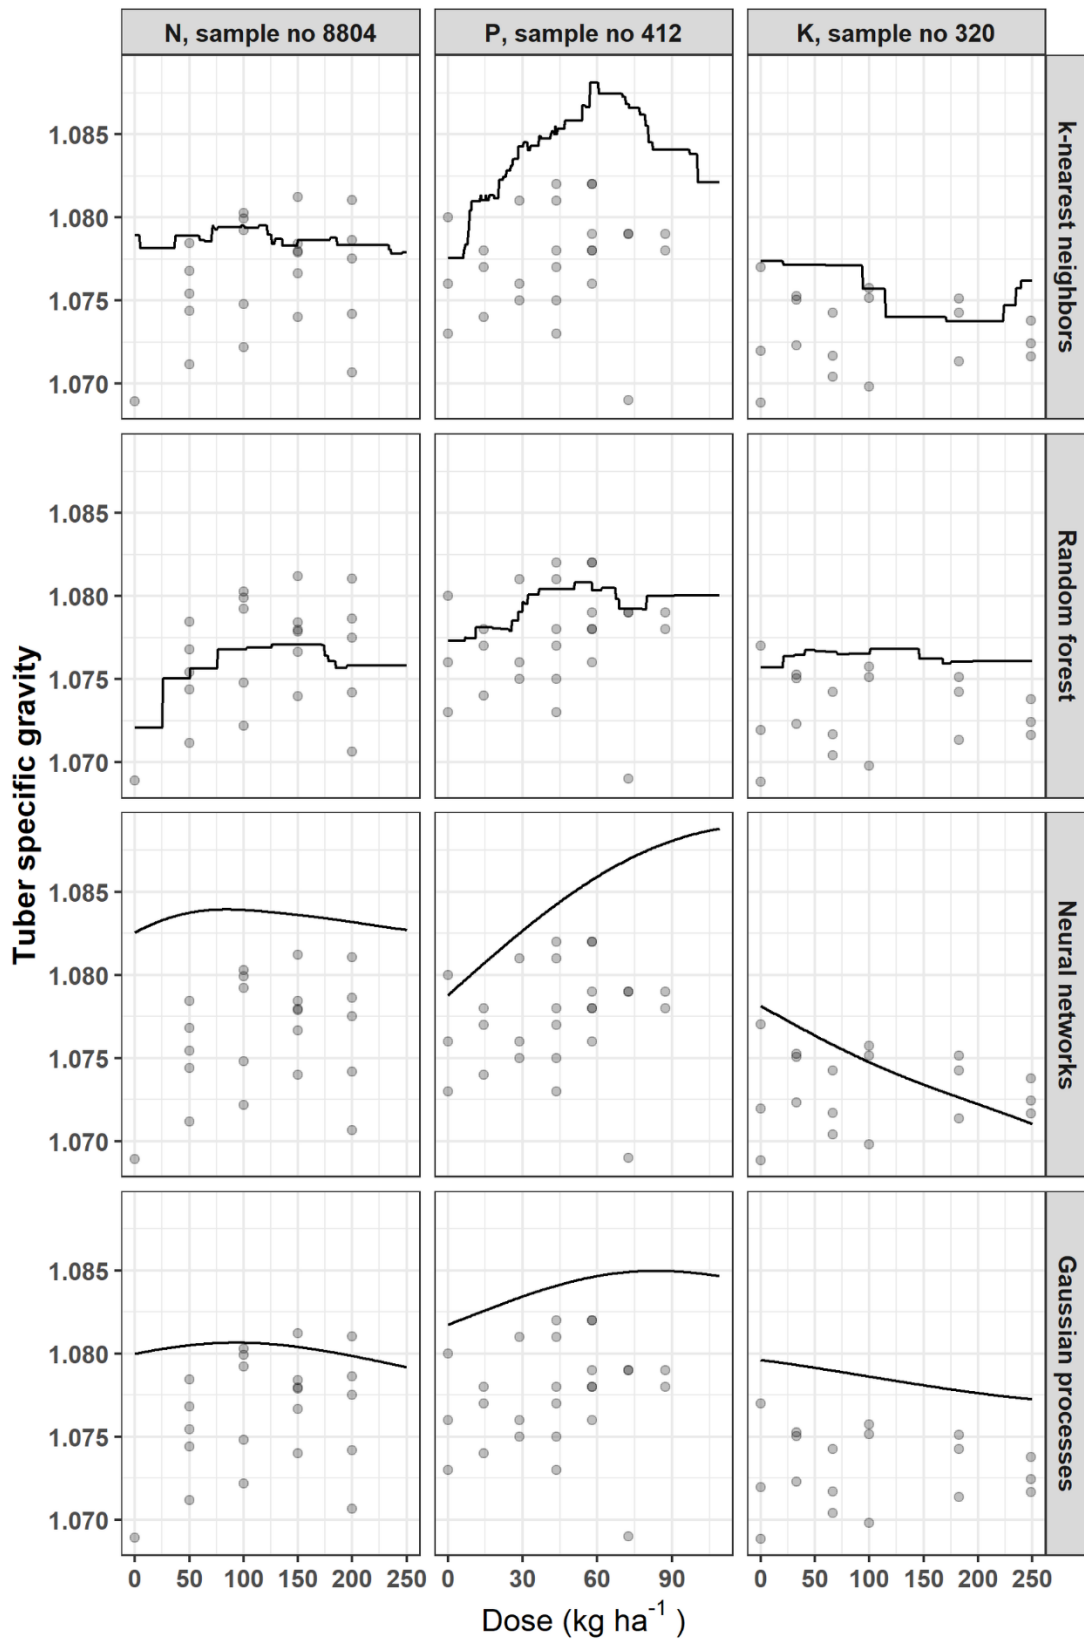 N, sample no 8804
P, sample no 412
K, sample no 320
Tuber specific gravity
1.085
1.080
1.075
1.070
k-nearest neighbors
1.085
1.080
1.075
1.070
Random forest
1.085
1.080
1.075
1.070
Neural networks
1.085
1.080
1.075
1.070
Gaussian processes
0 50 100 150 200 250
0 30 60 90
0 50 100 150 200 250
Dose (kg ha⁻¹ )